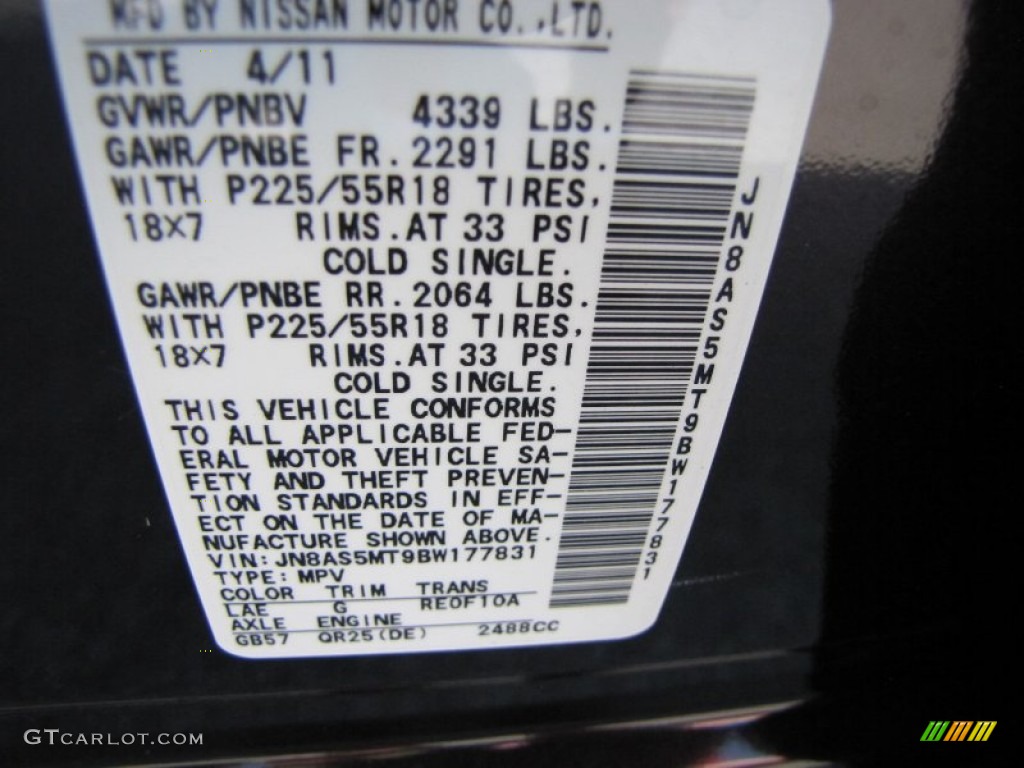 MFD BY NISSAN MOTOR CO.,LTD.
DATE 4/11
GVWR/PNBV 4339 LBS.
GAWR/PNBE FR. 2291 LBS.
WITH P225/55R18 TIRES,
18X7 RIMS. AT 33 PSI
COLD SINGLE.
GAWR/PNBE RR. 2064 LBS.
WITH P225/55R18 TIRES,
18X7 RIMS. AT 33 PSI
COLD SINGLE.
THIS VEHICLE CONFORMS
TO ALL APPLICABLE FED-
ERAL MOTOR VEHICLE SA-
FETY AND THEFT PREVEN-
TION STANDARDS IN EFF-
ECT ON THE DATE OF MA-
NUFACTURE SHOWN ABOVE.
VIN: JN8AS5MT9BW177831
TYPE: MPV
COLOR TRIM TRANS
LAE G RE0F10A
AXLE ENGINE
GB57 QR25(DE) 2488CC
JN8AS5MT9BW177831
GTCARLOT.COM